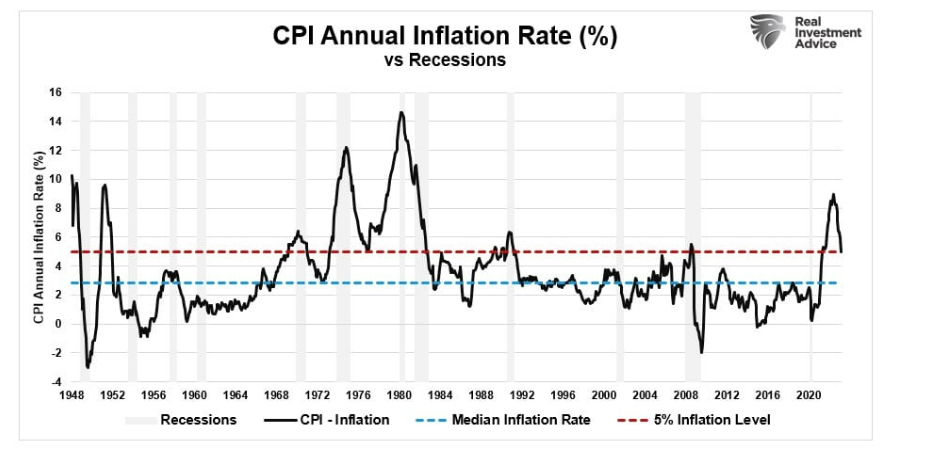 CPI Annual Inflation Rate (%)
vs Recessions
Real
Investment
Advice
CPI Annual Inflation Rate (%)
16
14
12
10
8
6
4
2
0
-2
-4
1948 1952 1956 1960 1964 1968 1972 1976 1980 1984 1988 1992 1996 2000 2004 2008 2012 2016 2020
Recessions CPI - Inflation Median Inflation Rate 5% Inflation Level